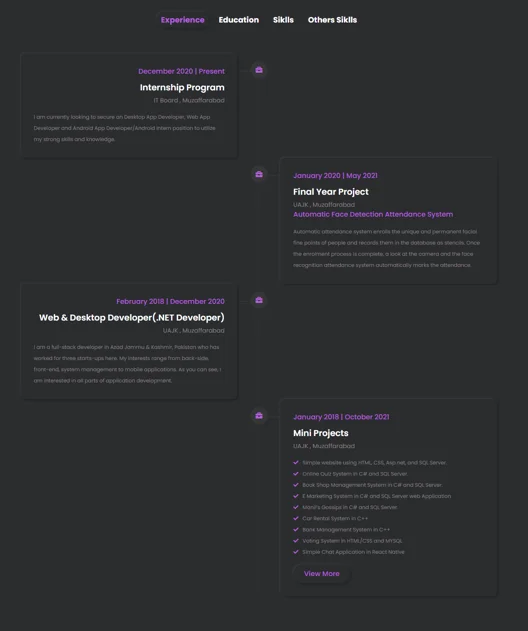 Experience Education Siklls Others Siklls
December 2020 | Present
Internship Program
IT Board , Muzaffarabad
I am currently looking to secure an Desktop App Developer, Web App
Developer and Android App Developer/Android Intern position to utilize
my strong skills and knowledge.
January 2020 | May 2021
Final Year Project
UAJK , Muzaffarabad
Automatic Face Detection Attendance System
Automatic attendance system enrolls the unique and permanent facial
fine points of people and records them in the database as stencils. Once
the enrolment process is complete, a look at the camera and the face
recognition attendance system automatically marks the attendance.
February 2018 | December 2020
Web & Desktop Developer(.NET Developer)
UAJK , Muzaffarabad
I am a full-stack developer in Azad Jammu & Kashmir, Pakistan who has
worked for three starts-ups here. My interests range from back-side,
front-end, system management to mobile applications. As you can see, I
am interested in all parts of application development.
January 2018 | October 2021
Mini Projects
UAJK , Muzaffarabad
Simple website using HTML, CSS, Asp.net, and SQL Server.
Online Quiz System in C# and SQL Server
Book Shop Management System in C# and SQL Server
E Marketing System in C# and SQL Server web Application
Gossips in C# and SQL Server
Car Rental System in C++
Bank Management System in C++
Voting System in HTML/CSS and MYSQL
Simple Chat Application in React Native
View More